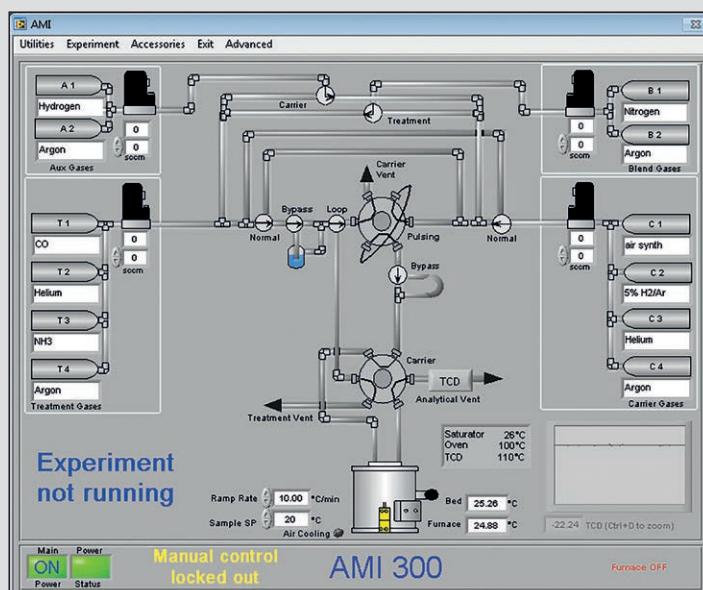 AMI
Utilities Experiment Accessories Exit Advanced
A 1
Hydrogen
A 2
Argon
Aux Gases
0
0
sccm
Carrier
Treatment
B 1
Nitrogen
B 2
Argon
Blend Gases
0
0
sccm
T 1
CO
T 2
Helium
T 3
NH3
T 4
Argon
Treatment Gases
0
0
sccm
Normal
Bypass
Loop
Carrier
Vent
Pulsing
Normal
Bypass
C 1
air synth
C 2
5% H2/Ar
C 3
Helium
C 4
Argon
Carrier Gases
0
0
sccm
Carrier
TCD
Analytical Vent
Treatment Vent
Saturator 26°C
Oven 100°C
TCD 110°C
Experiment
not running
Ramp Rate 10.00 °C/min
Sample SP 20 °C
Air Cooling
Bed 25.26 °C
Furnace 24.88 °C
-22.24 TCD (Ctrl+D to zoom)
Main Power
ON
Power Status
Manual control
locked out
AMI 300
Furnace OFF